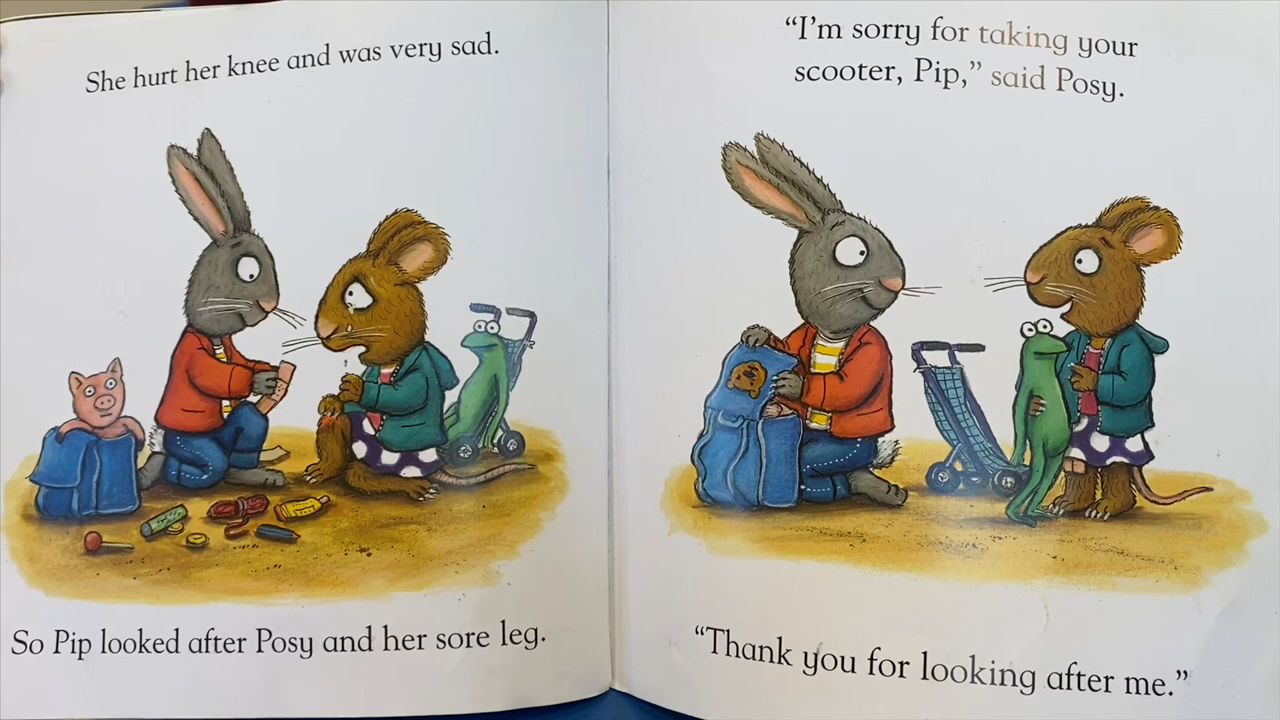 She hurt her knee and was very sad.
So Pip looked after Posy and her sore leg.
“I’m sorry for taking your
scooter, Pip,” said Posy.
“Thank you for looking after me.”